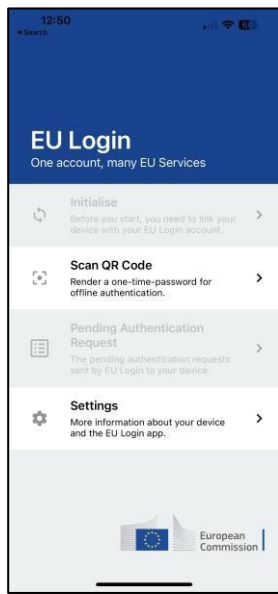 12:50
◂ Search
EU Login
One account, many EU Services
Initialise
Before you start, you need to link your
device with your EU Login account.
Scan QR Code
Render a one-time-password for
offline authentication.
Pending Authentication
Request
The pending authentication requests
sent by EU Login to your device.
Settings
More information about your device
and the EU Login app.
European
Commission